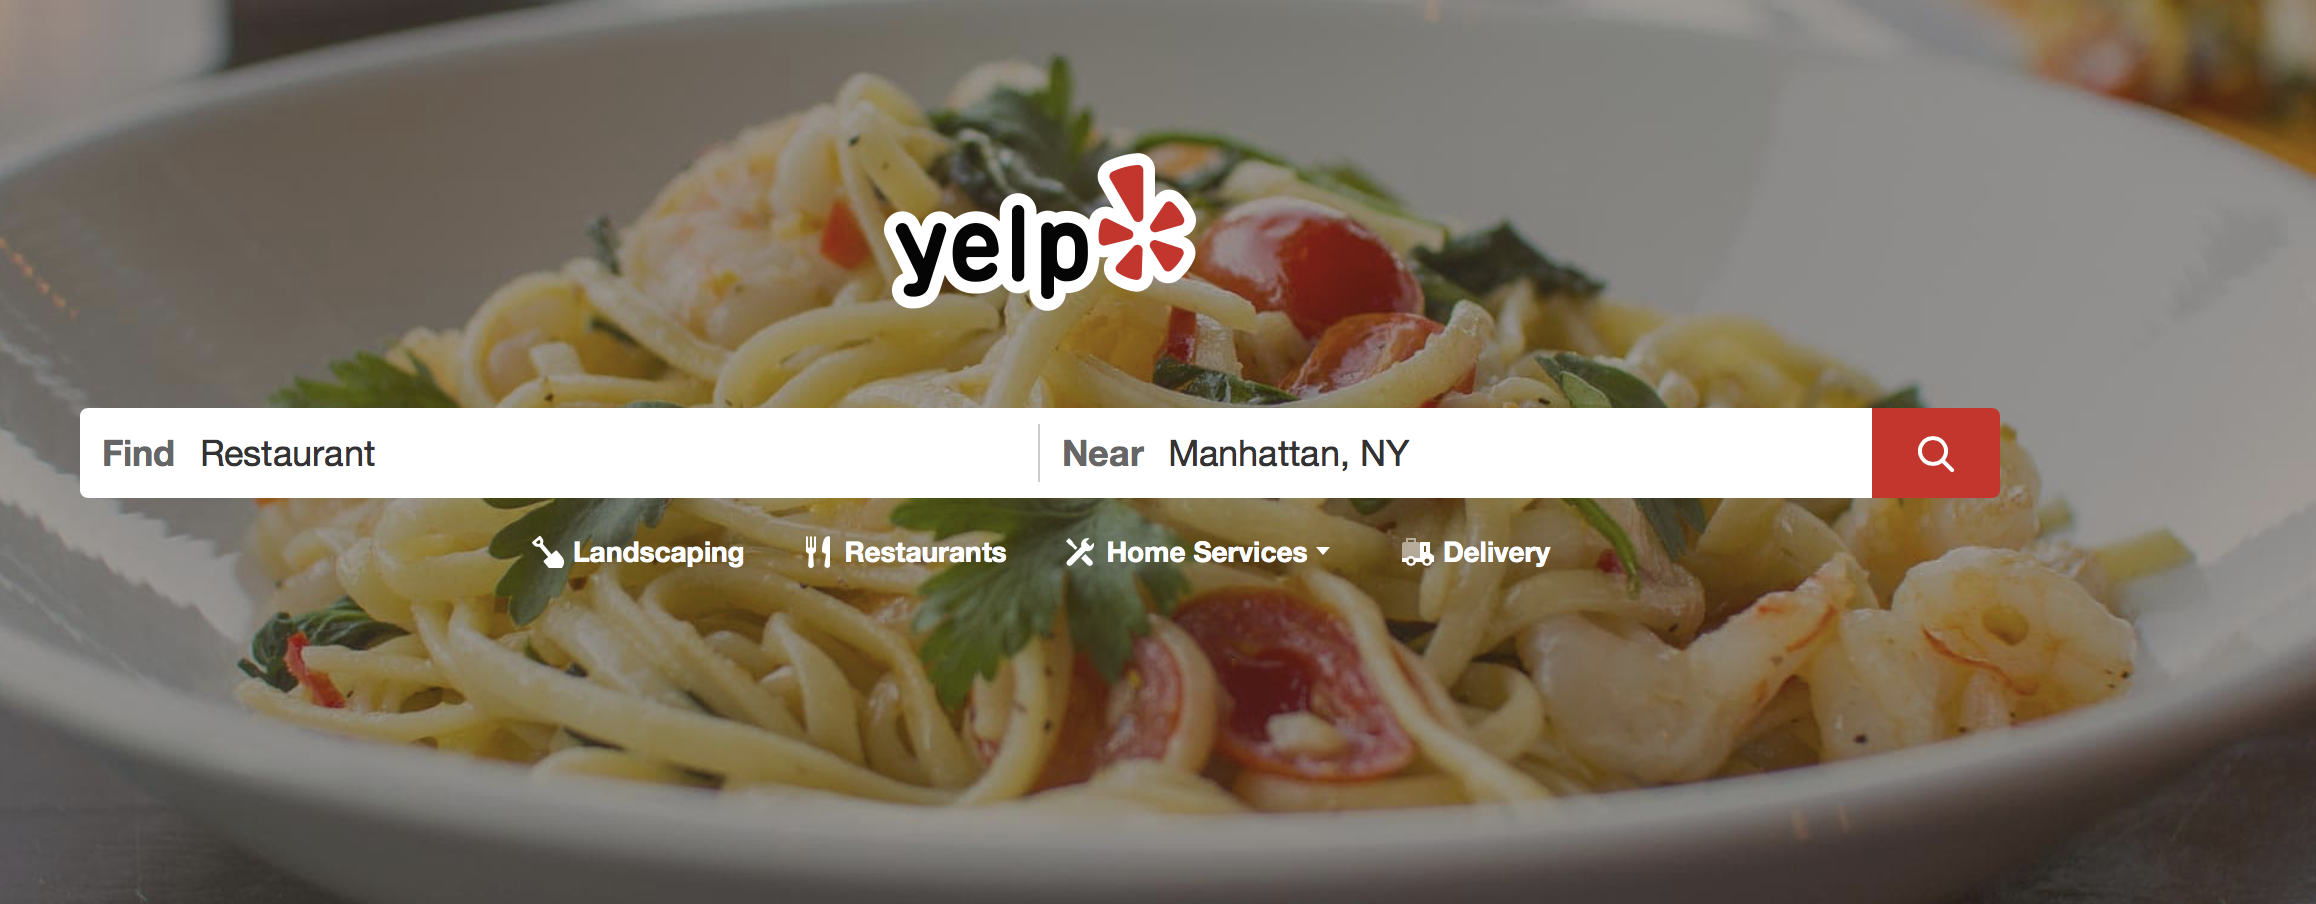 yelp
Find Restaurant Near Manhattan, NY
Landscaping Restaurants Home Services Delivery